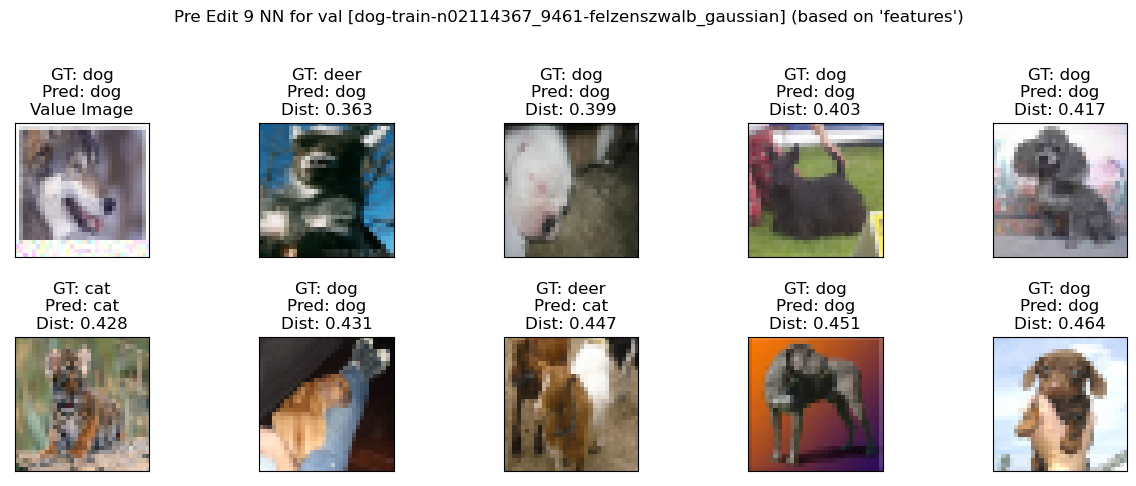 Pre Edit 9 NN for val [dog-train-n02114367_9461-felzenszwalb_gaussian] (based on 'features')
GT: dog
Pred: dog
Value Image
GT: deer
Pred: dog
Dist: 0.363
GT: dog
Pred: dog
Dist: 0.399
GT: dog
Pred: dog
Dist: 0.403
GT: dog
Pred: dog
Dist: 0.417
GT: cat
Pred: cat
Dist: 0.428
GT: dog
Pred: dog
Dist: 0.431
GT: deer
Pred: cat
Dist: 0.447
GT: dog
Pred: dog
Dist: 0.451
GT: dog
Pred: dog
Dist: 0.464